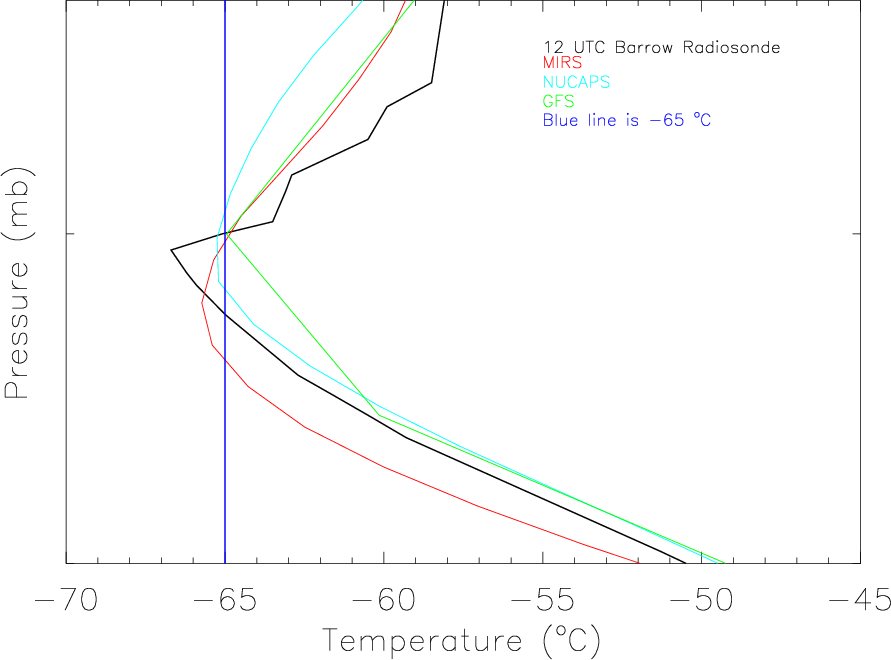 12 UTC Barrow Radiosonde
MIRS
NUCAPS
GFS
Blue line is −65 °C
Pressure (mb)
−70 −65 −60 −55 −50 −45
Temperature (°C)